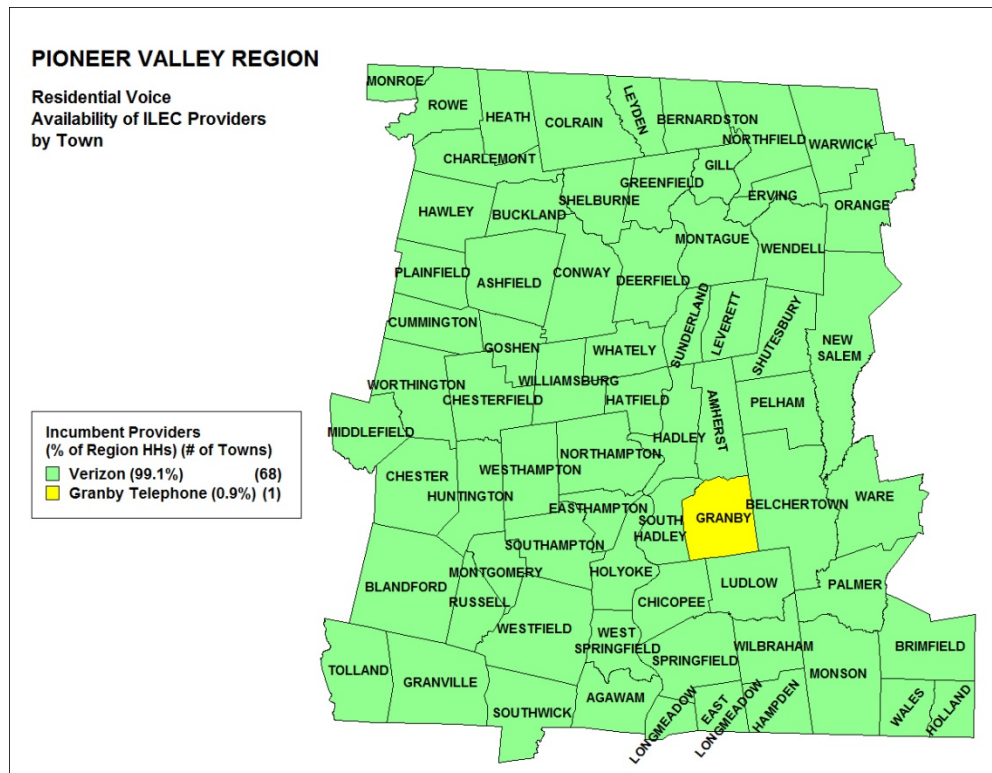 PIONEER VALLEY REGION
Residential Voice
Availability of ILEC Providers
by Town
MONROE
ROWE
HEATH
COLRAIN
LEYDEN
BERNARDSTON
NORTHFIELD
WARWICK
CHARLEMONT
GILL
GREENFIELD
SHELBURNE
ERVING
ORANGE
HAWLEY
BUCKLAND
MONTAGUE
WENDELL
PLAINFIELD
ASHFIELD
CONWAY
DEERFIELD
SUNDERLAND
LEVERETT
SHUTESBURY
CUMMINGTON
GOSHEN
WHATELY
NEW
SALEM
WORTHINGTON
CHESTERFIELD
WILLIAMSBURG
HATFIELD
AMHERST
PELHAM
MIDDLEFIELD
HADLEY
Incumbent Providers
(% of Region HHs) (# of Towns)
Verizon (99.1%) (68)
Granby Telephone (0.9%) (1)
NORTHAMPTON
CHESTER
WESTHAMPTON
HUNTINGTON
EASTHAMPTON
SOUTH
HADLEY
GRANBY
BELCHERTOWN
WARE
SOUTHAMPTON
MONTGOMERY
HOLYOKE
BLANDFORD
RUSSELL
CHICOPEE
LUDLOW
PALMER
WESTFIELD
WEST
SPRINGFIELD
SPRINGFIELD
WILBRAHAM
BRIMFIELD
TOLLAND
GRANVILLE
MONSON
AGAWAM
SOUTHWICK
LONGMEADOW
EAST
LONGMEADOW
HAMPDEN
WALES
HOLLAND